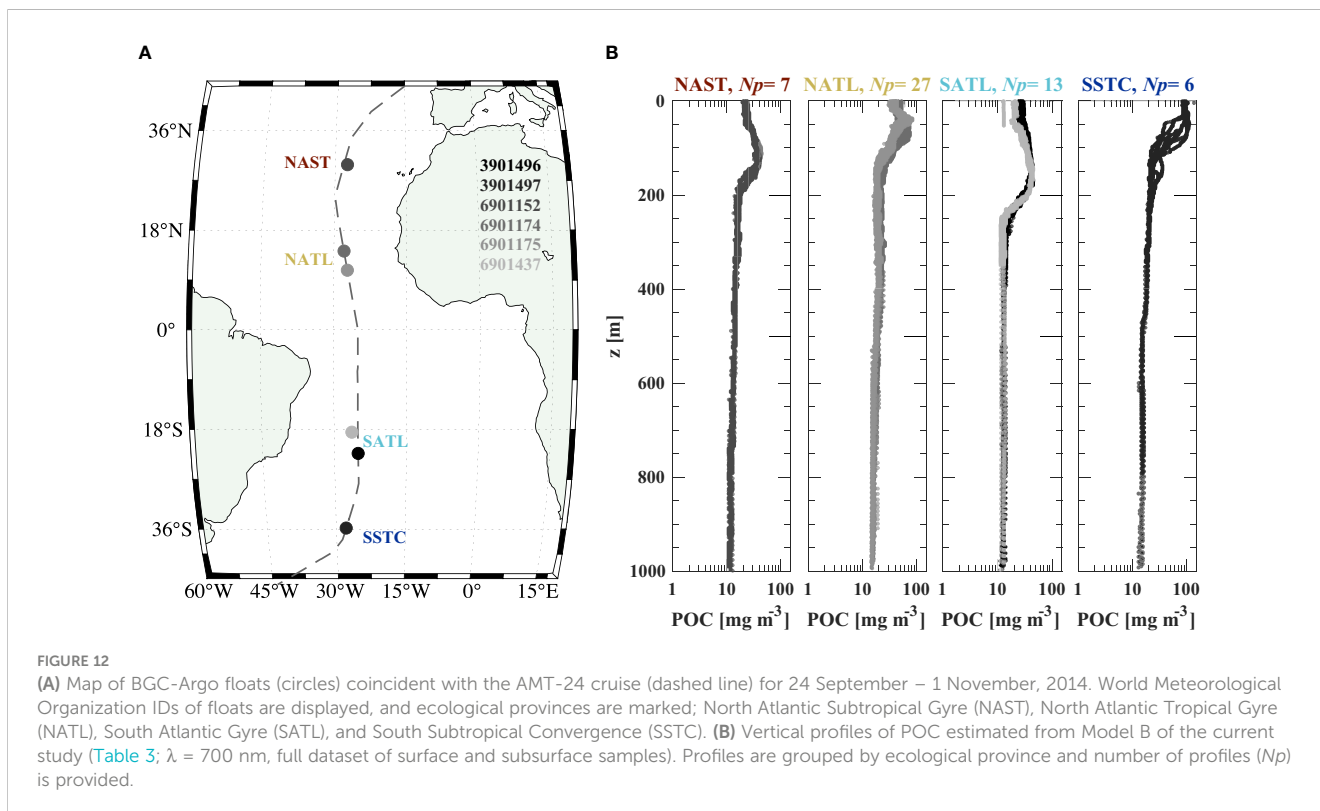 A
B
36°N
18°N
0°
18°S
36°S
60°W 45°W 30°W 15°W 0° 15°E
NAST
NATL
SATL
SSTC
3901496
3901497
6901152
6901174
6901175
6901437
NAST, Np= 7 NATL, Np= 27 SATL, Np= 13 SSTC, Np= 6
z [m]
0
200
400
600
800
1000
1 10 100 1 10 100 1 10 100 1 10 100
POC [mg m⁻³] POC [mg m⁻³] POC [mg m⁻³] POC [mg m⁻³]
FIGURE 12
(A) Map of BGC-Argo floats (circles) coincident with the AMT-24 cruise (dashed line) for 24 September – 1 November, 2014. World Meteorological
Organization IDs of floats are displayed, and ecological provinces are marked; North Atlantic Subtropical Gyre (NAST), North Atlantic Tropical Gyre
(NATL), South Atlantic Gyre (SATL), and South Subtropical Convergence (SSTC). (B) Vertical profiles of POC estimated from Model B of the current
study (Table 3; λ = 700 nm, full dataset of surface and subsurface samples). Profiles are grouped by ecological province and number of profiles (Np)
is provided.